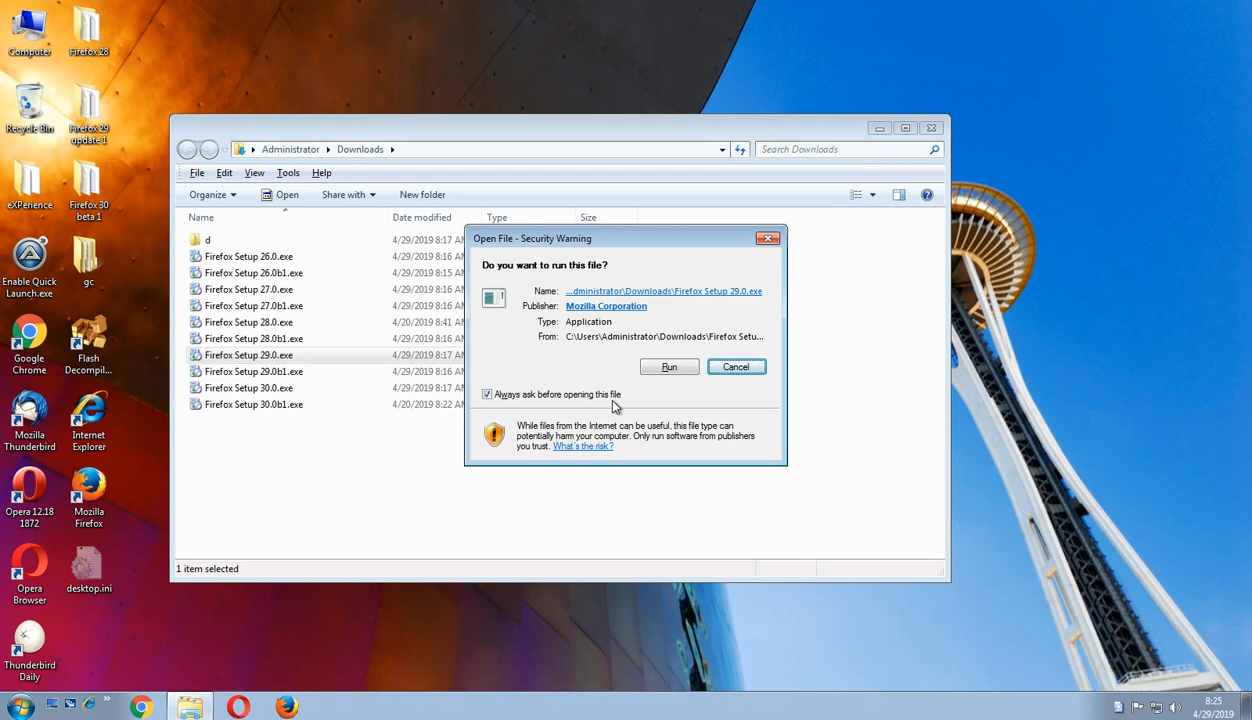 Computer
Firefox 28
Recycle Bin
Firefox 29
update 1
eXPerience
Firefox 30
beta 1
Enable Quick
Launch.exe
gc
Google
Chrome
Flash
Decompil...
Mozilla
Thunderbird
Internet
Explorer
Opera 12.18
1872
Mozilla
Firefox
Opera
Browser
desktop.ini
Thunderbird
Daily
Administrator
Downloads
Search Downloads
File Edit View Tools Help
Organize Open Share with New folder
Name Date modified Type Size
d 4/29/2019 8:17 AM
Firefox Setup 26.0.exe 4/29/2019 8:16 AM
Firefox Setup 26.0b1.exe 4/29/2019 8:15 AM
Firefox Setup 27.0.exe 4/29/2019 8:16 AM
Firefox Setup 27.0b1.exe 4/29/2019 8:16 AM
Firefox Setup 28.0.exe 4/20/2019 8:41 AM
Firefox Setup 28.0b1.exe 4/29/2019 8:16 AM
Firefox Setup 29.0.exe 4/29/2019 8:17 AM
Firefox Setup 29.0b1.exe 4/29/2019 8:16 AM
Firefox Setup 30.0.exe 4/29/2019 8:17 AM
Firefox Setup 30.0b1.exe 4/20/2019 8:22 AM
1 item selected
Open File - Security Warning
Do you want to run this file?
Name: ...dministrator\Downloads\Firefox Setup 29.0.exe
Publisher: Mozilla Corporation
Type: Application
From: C:\Users\Administrator\Downloads\Firefox Setu...
Run Cancel
Always ask before opening this file
While files from the Internet can be useful, this file type can
potentially harm your computer. Only run software from publishers
you trust. What's the risk?
8:25
4/29/2019